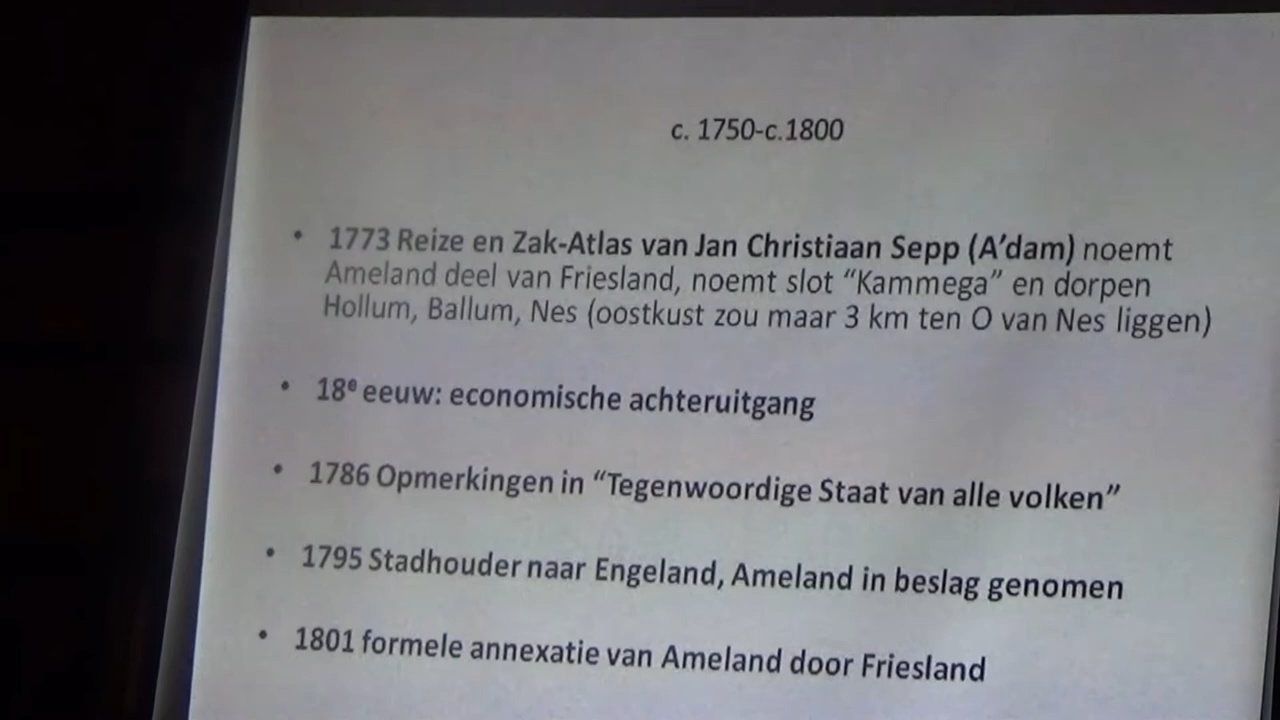 c. 1750-c.1800
• 1773 Reize en Zak-Atlas van Jan Christiaan Sepp (A’dam) noemt
Ameland deel van Friesland, noemt slot “Kammega” en dorpen
Hollum, Ballum, Nes (oostkust zou maar 3 km ten O van Nes liggen)
• 18e eeuw: economische achteruitgang
• 1786 Opmerkingen in “Tegenwoordige Staat van alle volken”
• 1795 Stadhouder naar Engeland, Ameland in beslag genomen
• 1801 formele annexatie van Ameland door Friesland